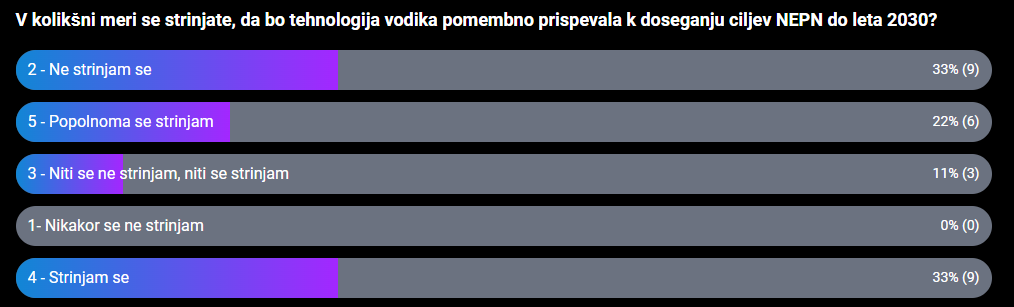 V kolikšni meri se strinjate, da bo tehnologija vodika pomembno prispevala k doseganju ciljev NEPN do leta 2030?
2 - Ne strinjam se 33% (9)
5 - Popolnoma se strinjam 22% (6)
3 - Niti se ne strinjam, niti se strinjam 11% (3)
1- Nikakor se ne strinjam 0% (0)
4 - Strinjam se 33% (9)